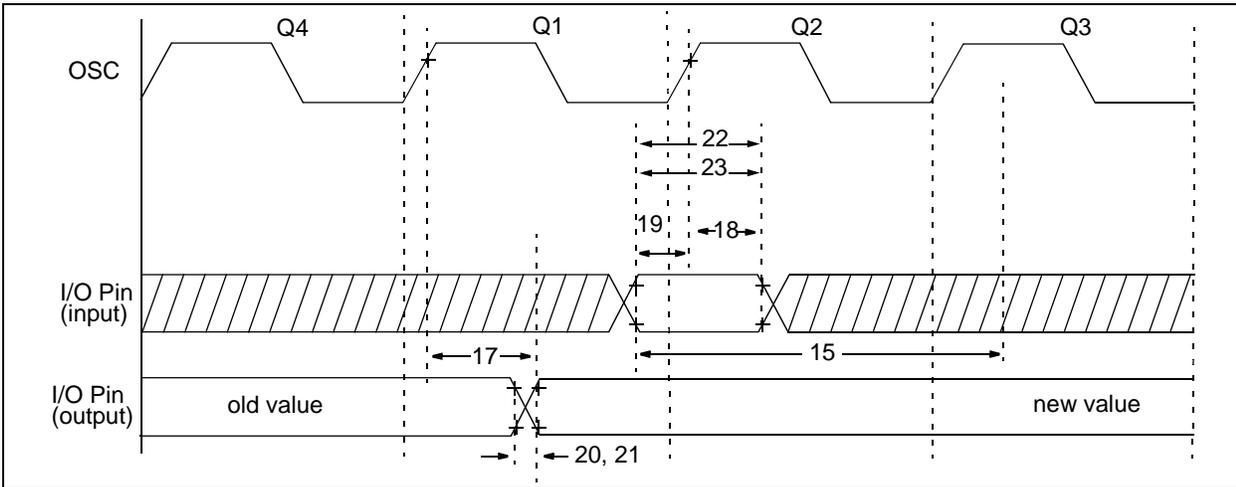 Q4 Q1 Q2 Q3
OSC
22
23
19
18
I/O Pin
(input)
17
15
I/O Pin
(output)
old value
new value
20, 21